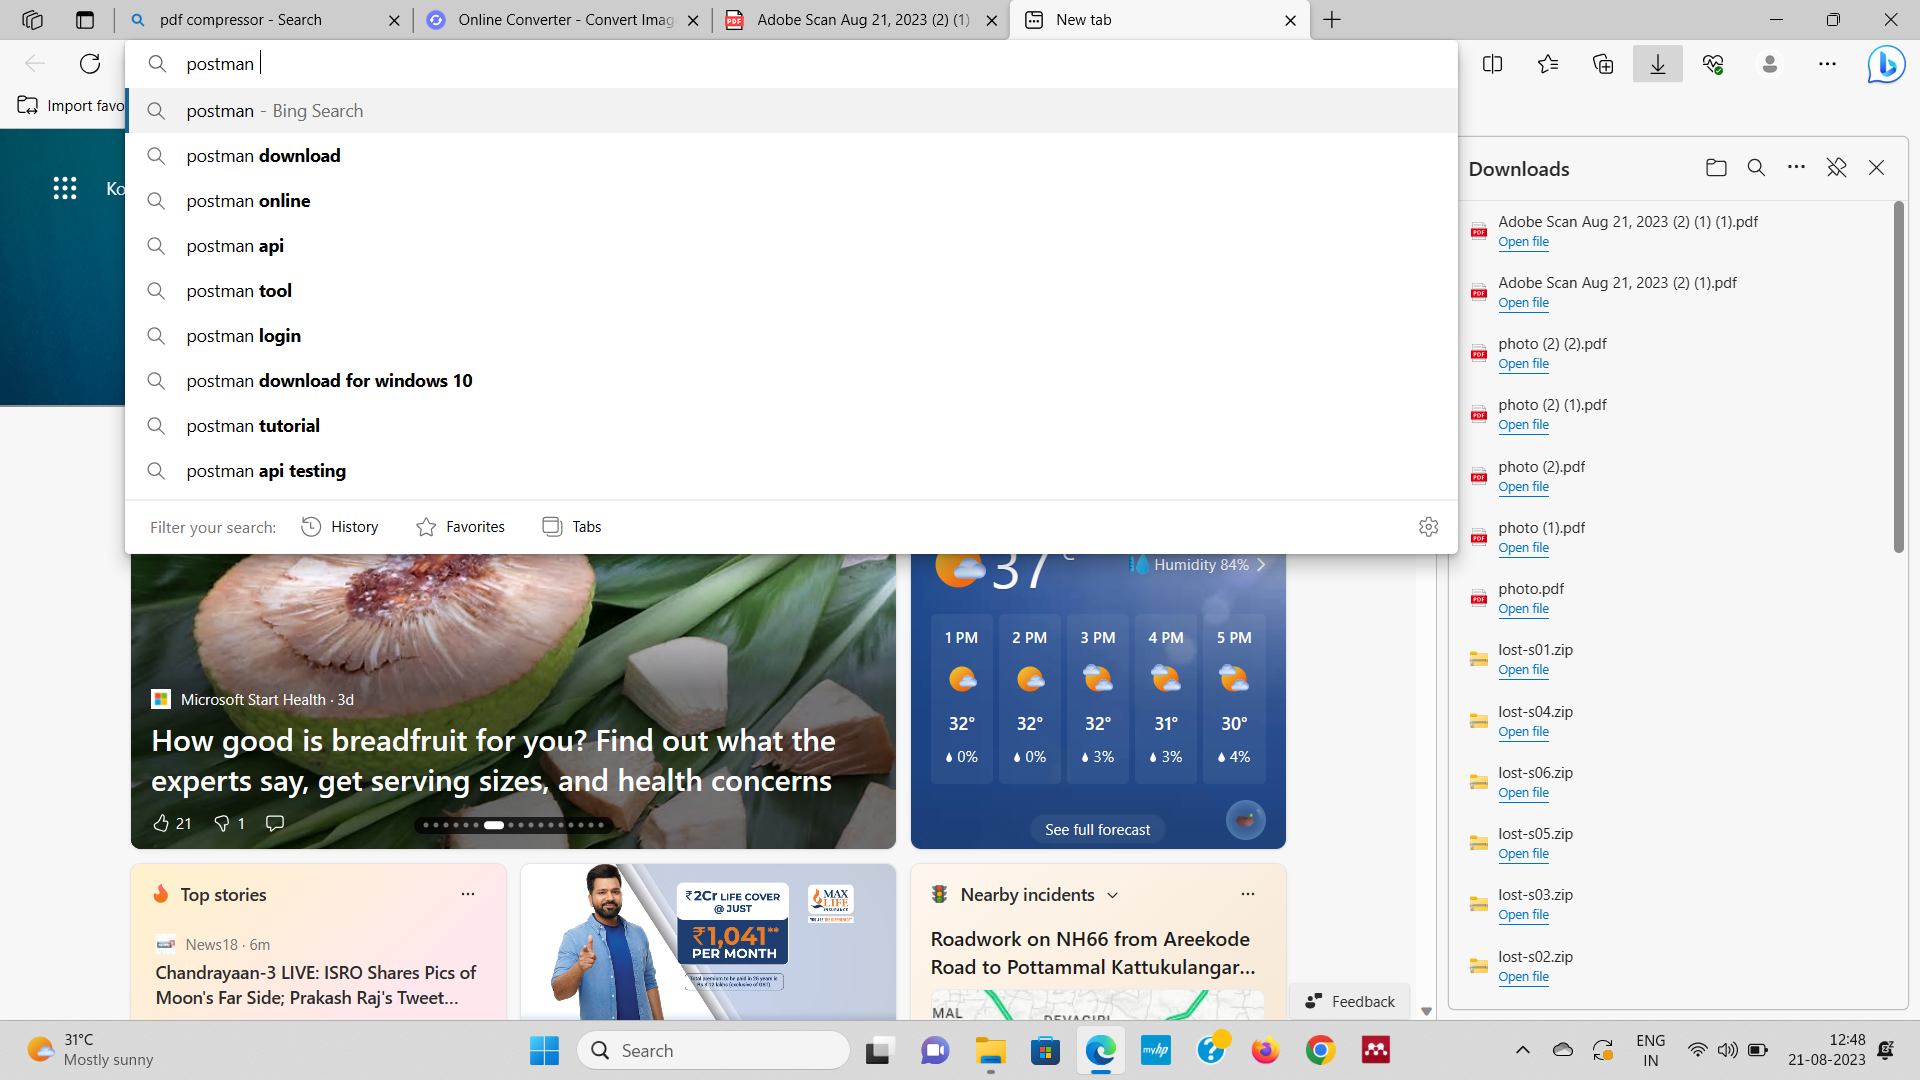 pdf compressor - Search
Online Converter - Convert Imag
Adobe Scan Aug 21, 2023 (2) (1)
New tab
postman
Import favo
postman - Bing Search
postman download
postman online
postman api
postman tool
postman login
postman download for windows 10
postman tutorial
postman api testing
Filter your search:
History
Favorites
Tabs
Ko
Downloads
Adobe Scan Aug 21, 2023 (2) (1) (1).pdf
Open file
Adobe Scan Aug 21, 2023 (2) (1).pdf
Open file
photo (2) (2).pdf
Open file
photo (2) (1).pdf
Open file
photo (2).pdf
Open file
photo (1).pdf
Open file
photo.pdf
Open file
lost-s01.zip
Open file
lost-s04.zip
Open file
lost-s06.zip
Open file
lost-s05.zip
Open file
lost-s03.zip
Open file
lost-s02.zip
Open file
Microsoft Start Health · 3d
How good is breadfruit for you? Find out what the
experts say, get serving sizes, and health concerns
21
1
37 °C
Humidity 84%
1 PM 2 PM 3 PM 4 PM 5 PM
32° 32° 32° 31° 30°
0% 0% 3% 3% 4%
See full forecast
Top stories
News18 · 6m
Chandrayaan-3 LIVE: ISRO Shares Pics of
Moon's Far Side; Prakash Raj's Tweet...
₹2Cr LIFE COVER
@ JUST
₹1,041**
PER MONTH
MAX
LIFE
INSURANCE
Nearby incidents
Roadwork on NH66 from Areekode
Road to Pottammal Kattukulangar...
MAL
DEVAGIRI
Feedback
31°C
Mostly sunny
Search
myhp
ENG
IN
12:48
21-08-2023